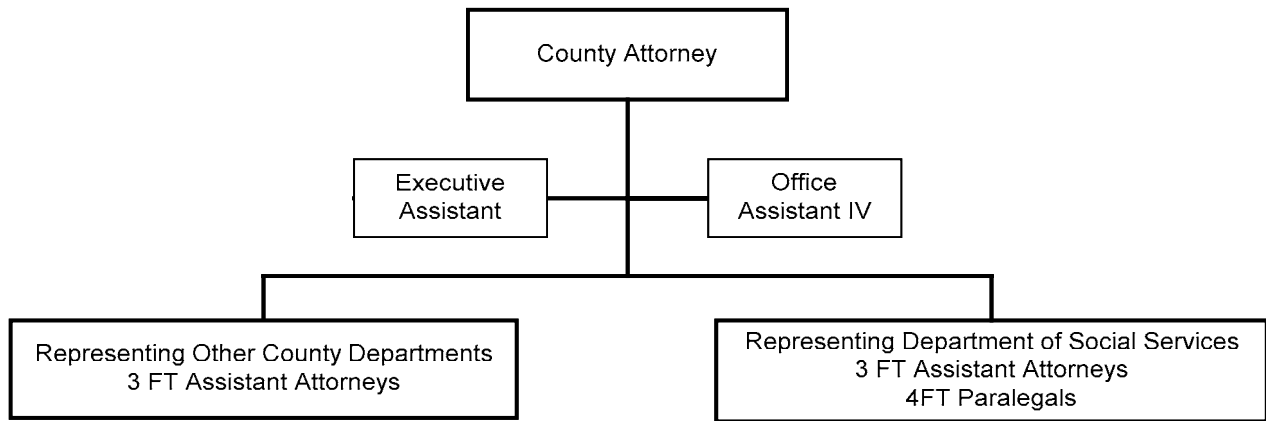 County Attorney
Executive
Assistant
Office
Assistant IV
Representing Other County Departments
3 FT Assistant Attorneys
Representing Department of Social Services
3 FT Assistant Attorneys
4FT Paralegals